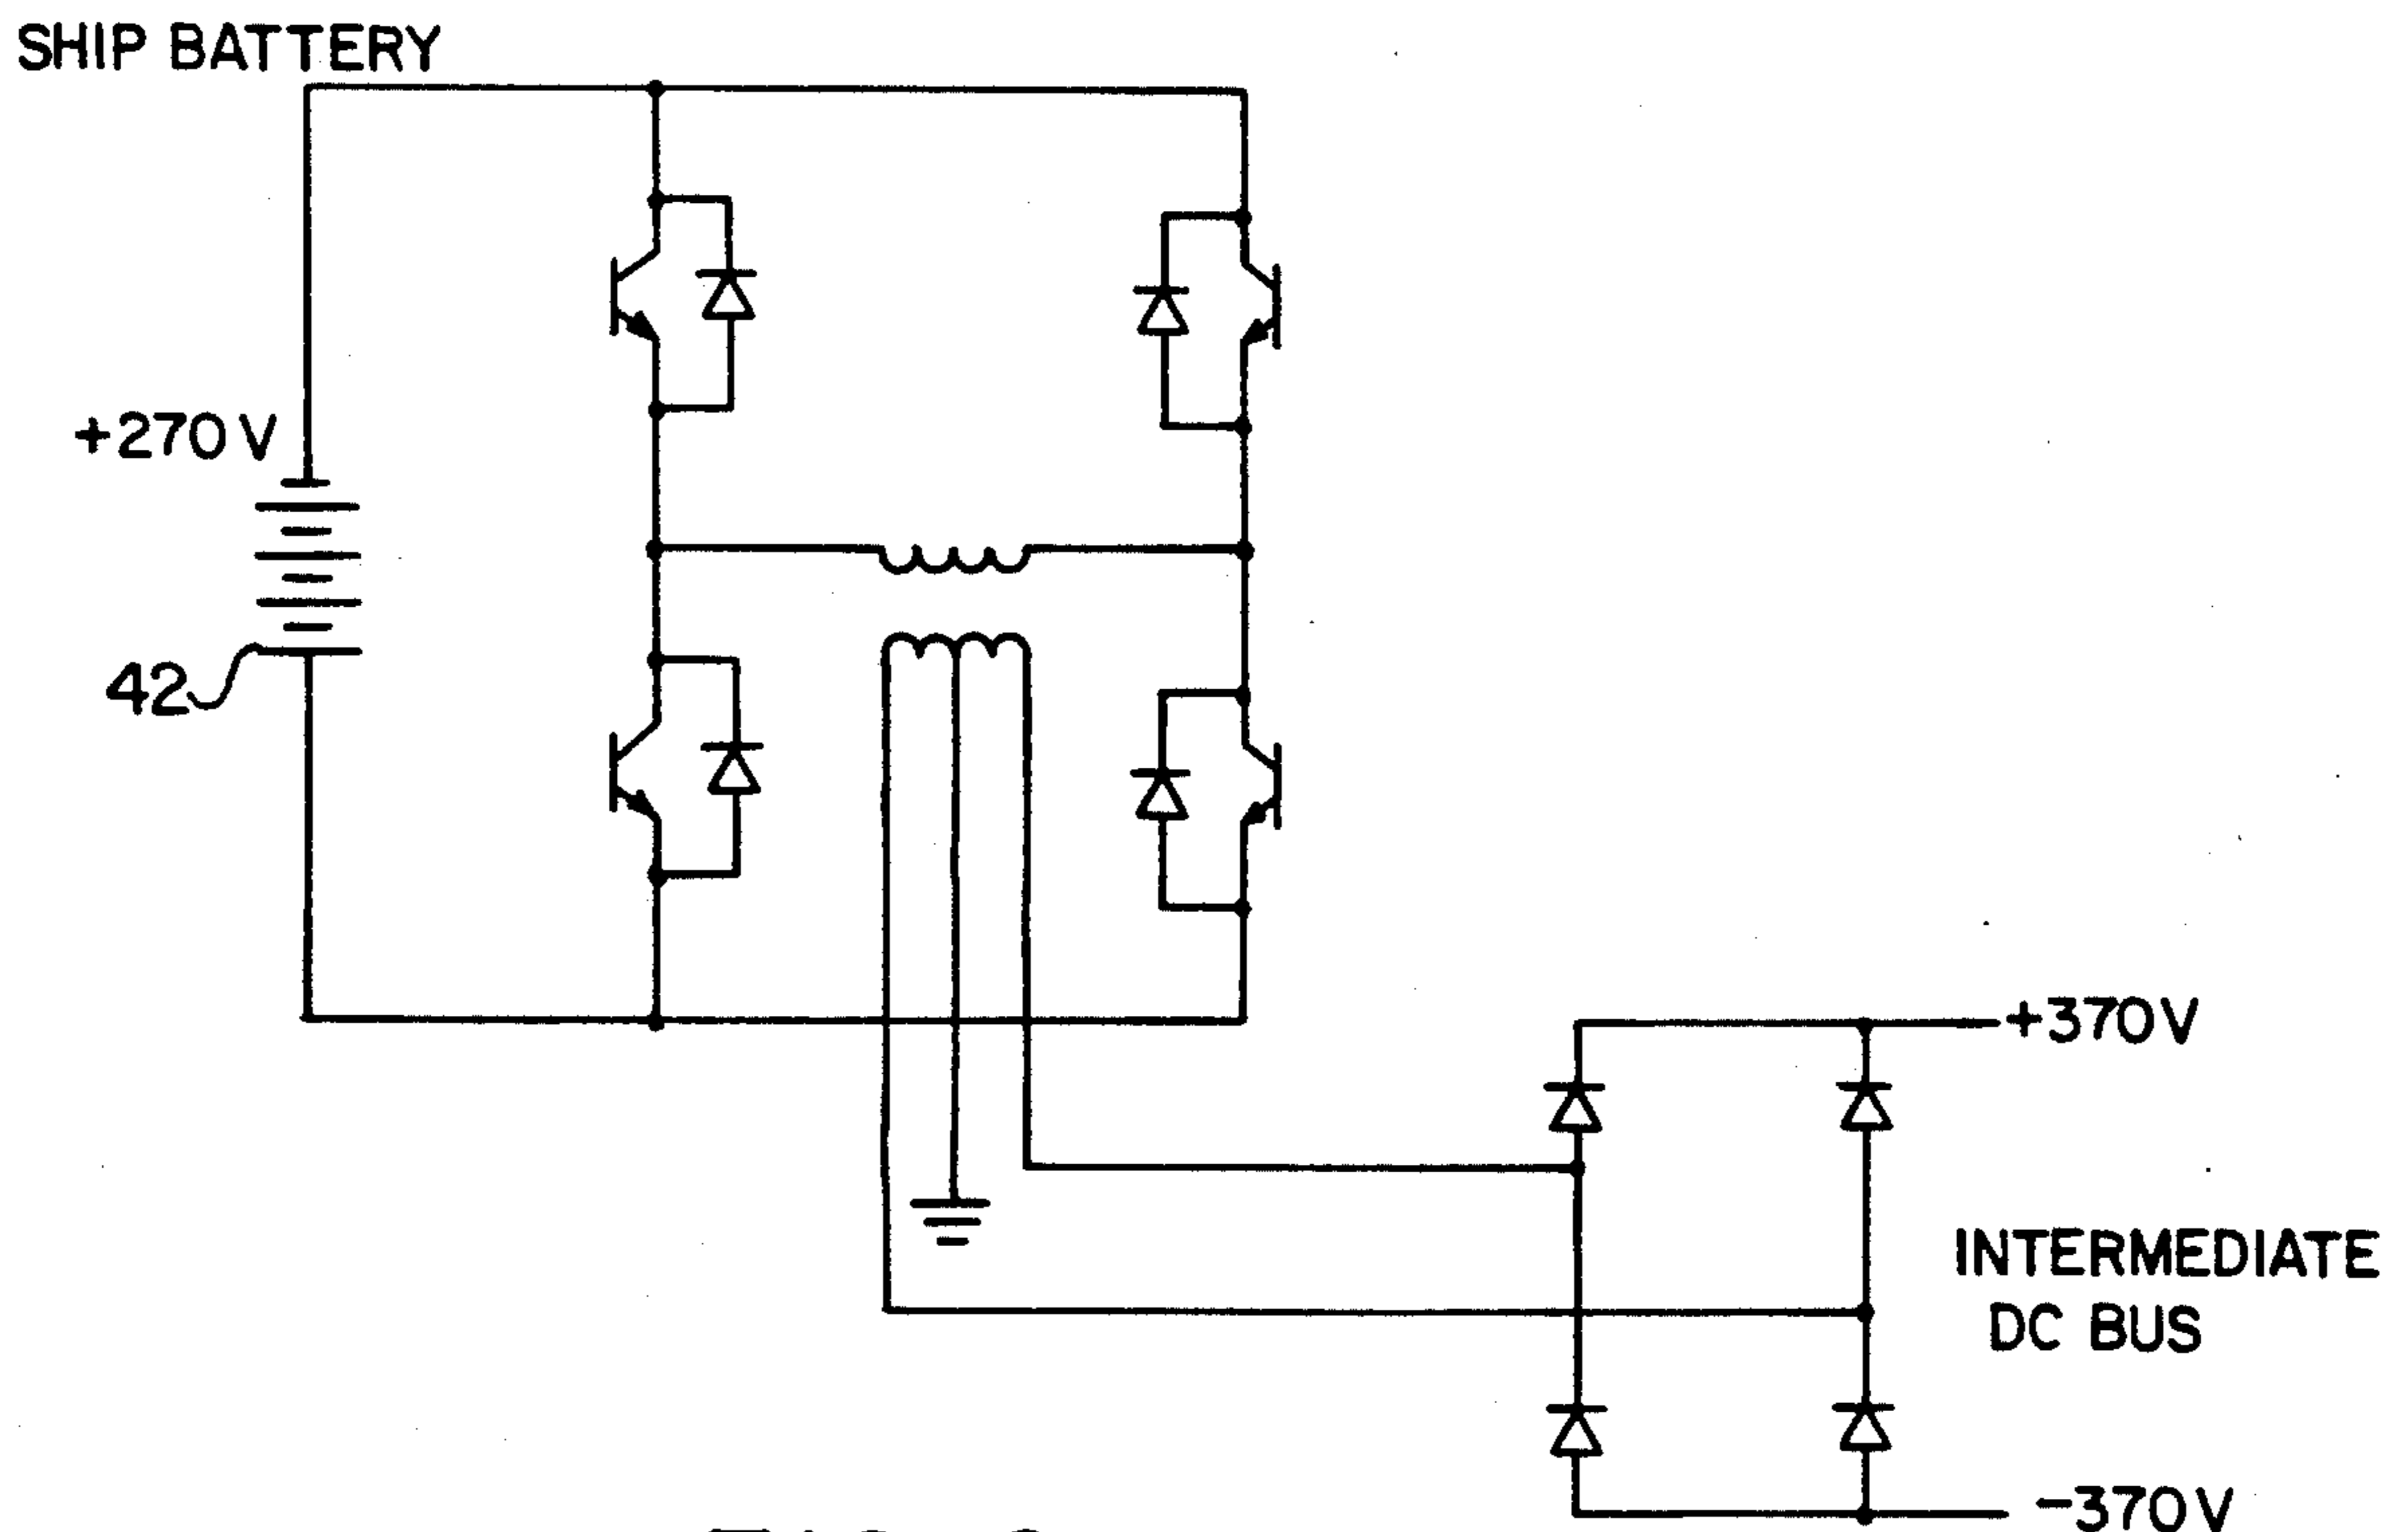 SHIP BATTERY
+270V
42
+370V
INTERMEDIATE
DC BUS
-370V